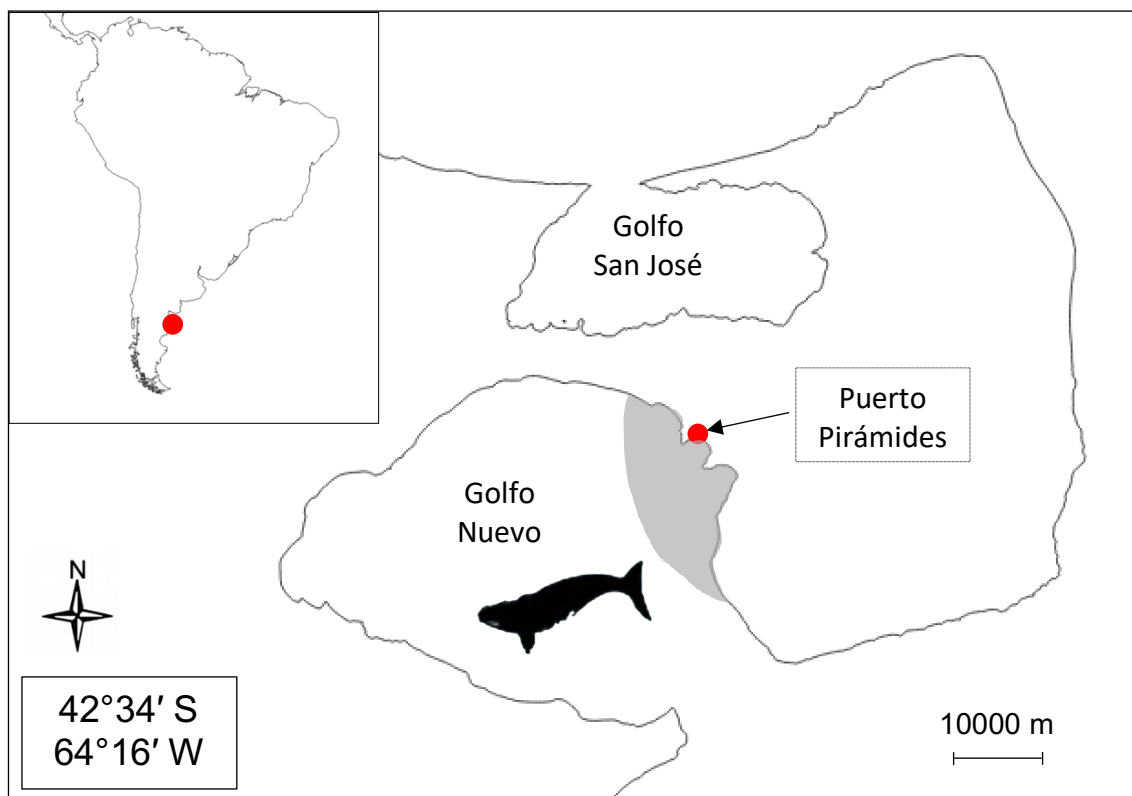 Golfo
San José
Puerto
Pirámides
Golfo
Nuevo
N
42°34′ S
64°16′ W
10000 m